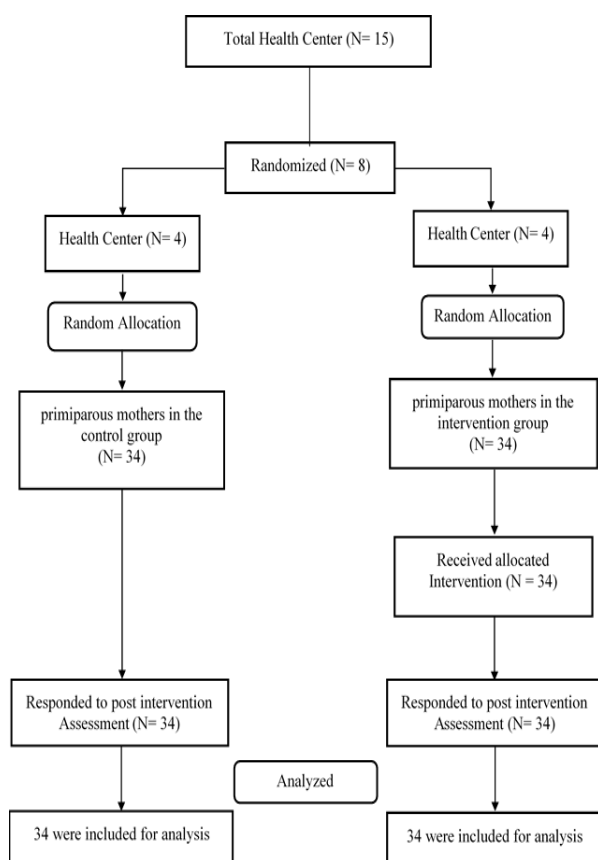 Total Health Center (N= 15)
Randomized (N= 8)
Health Center (N= 4)
Health Center (N= 4)
Random Allocation
Random Allocation
primiparous mothers in the
control group
(N= 34)
primiparous mothers in the
intervention group
(N= 34)
Received allocated
Intervention (N = 34)
Responded to post intervention
Assessment (N= 34)
Responded to post intervention
Assessment (N= 34)
Analyzed
34 were included for analysis
34 were included for analysis